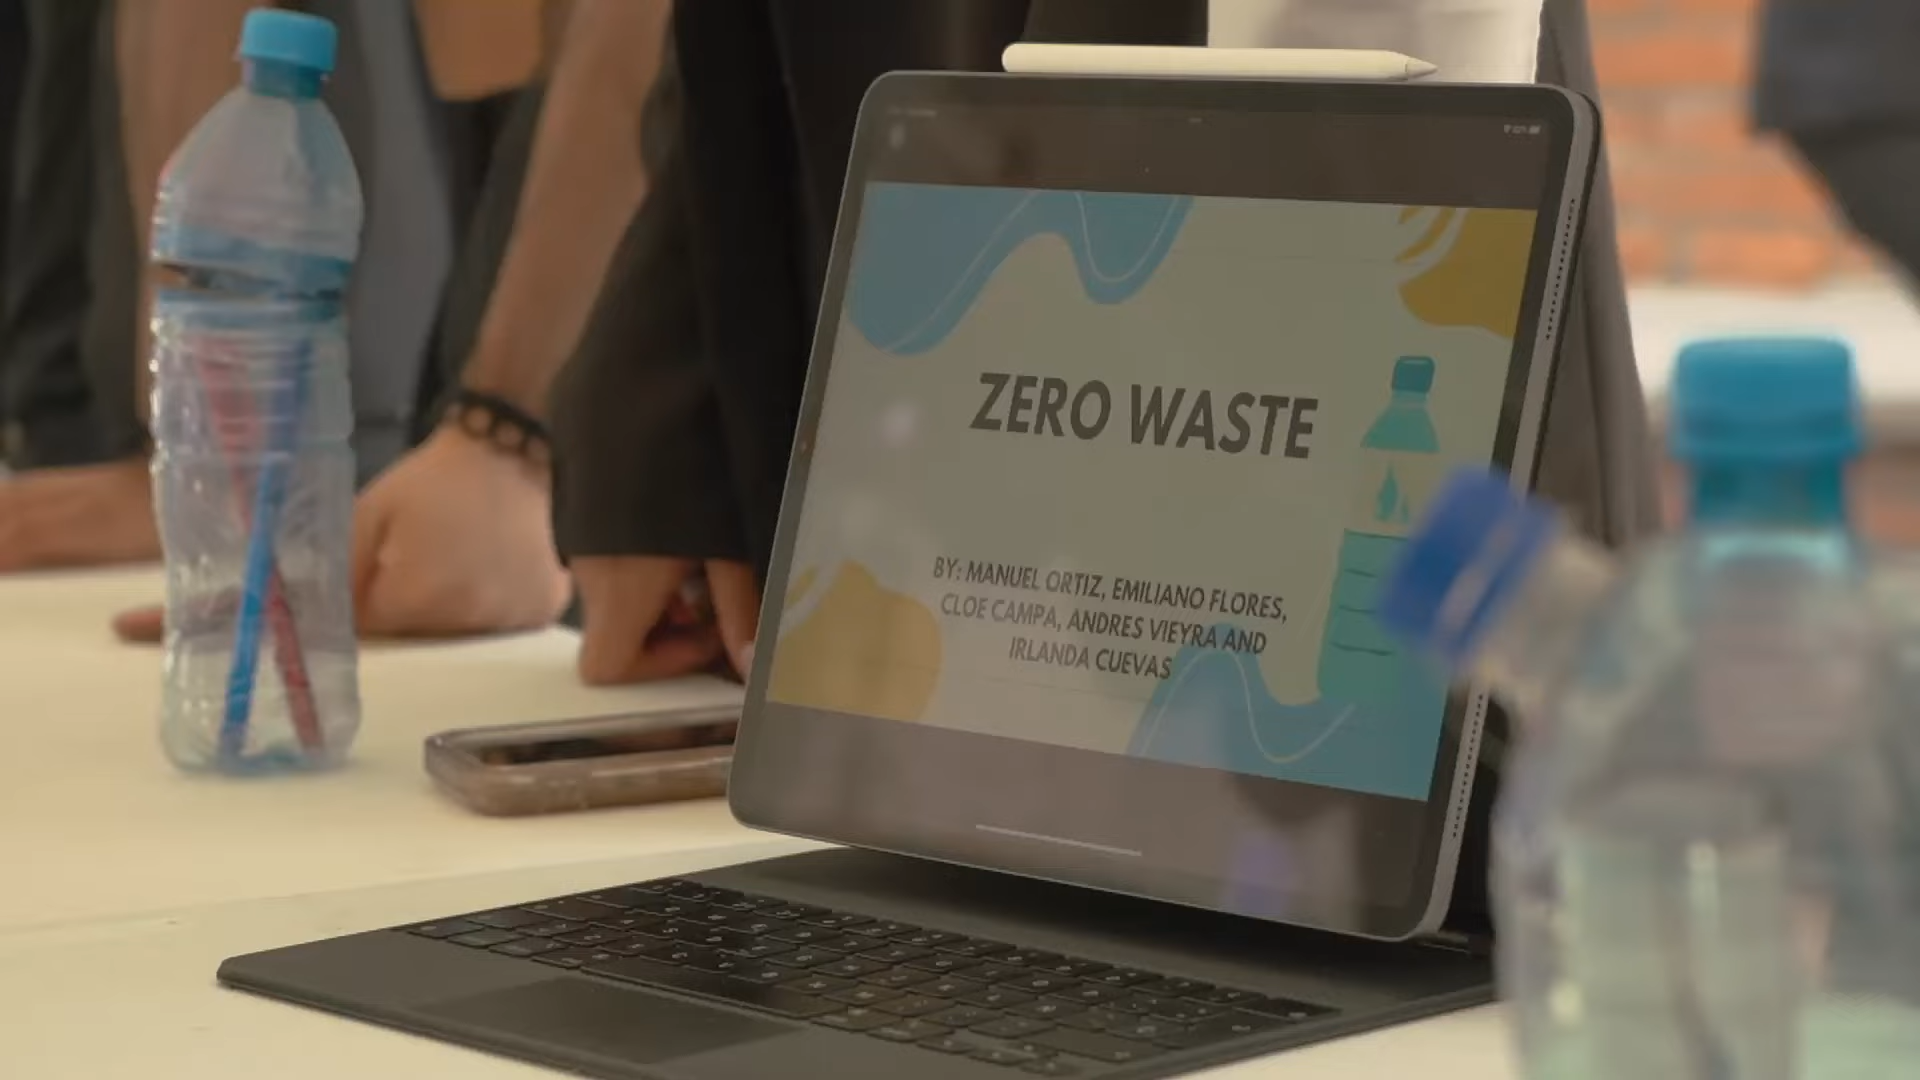 ZERO WASTE
BY: MANUEL ORTIZ, EMILIANO FLORES,
CLOE CAMPA, ANDRES VIEYRA AND
IRLANDA CUEVAS